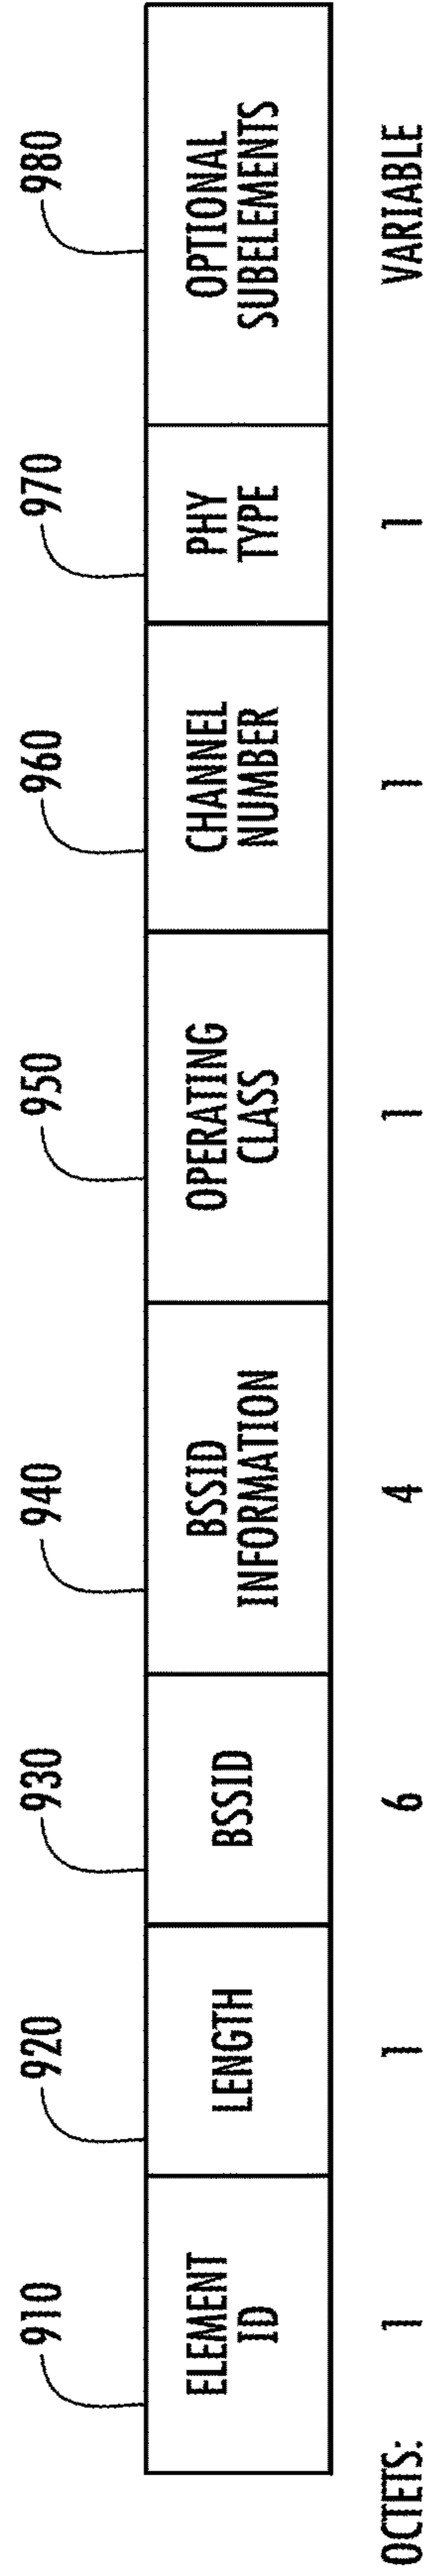 910 920 930 940 950 960 970 980
ELEMENT
ID
LENGTH
BSSID
BSSID
INFORMATION
OPERATING
CLASS
CHANNEL
NUMBER
PHY
TYPE
OPTIONAL
SUBELEMENTS
OCTETS: 1 1 6 4 1 1 1 VARIABLE